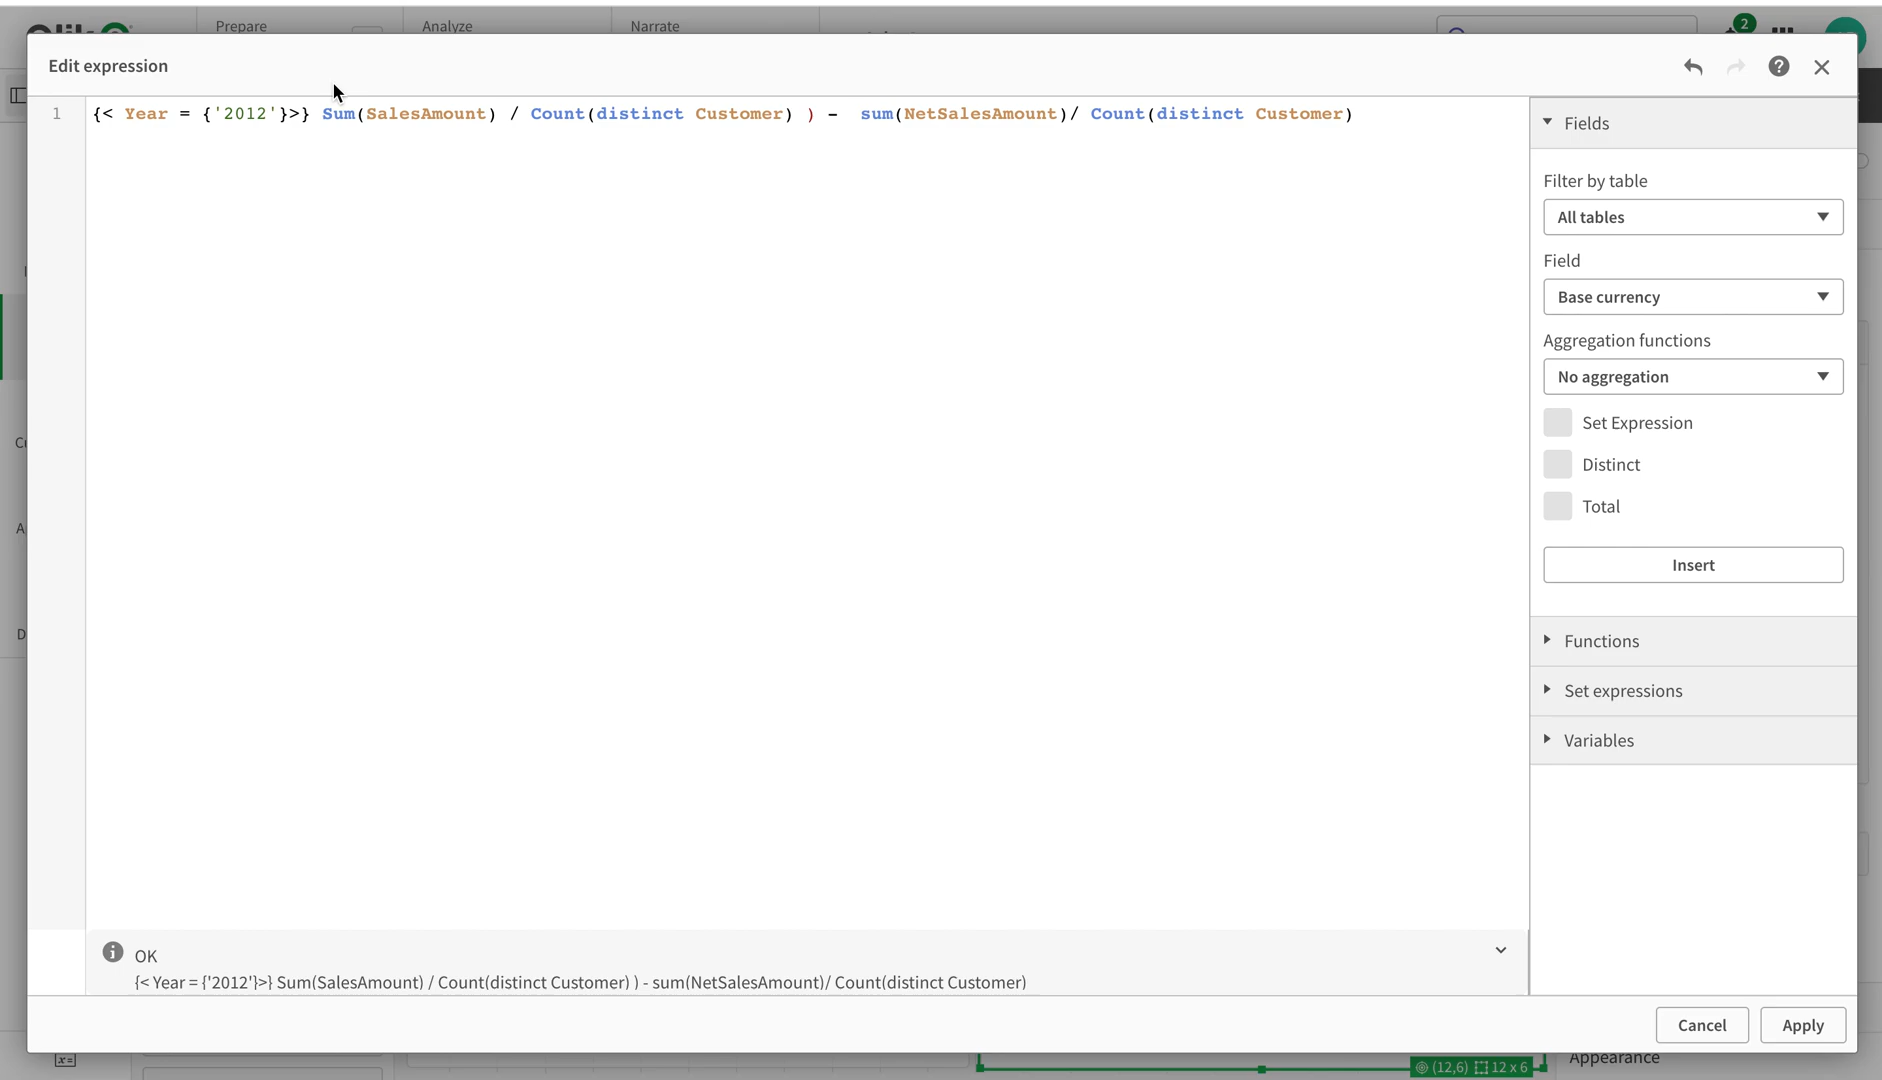 Prepare
Analyze
Narrate
2
Edit expression
1
{< Year = {'2012'}>} Sum(SalesAmount) / Count(distinct Customer) ) -  sum(NetSalesAmount)/ Count(distinct Customer)
Fields
Filter by table
All tables
Field
Base currency
Aggregation functions
No aggregation
Set Expression
Distinct
Total
Insert
Functions
Set expressions
Variables
OK
{< Year = {'2012'}>} Sum(SalesAmount) / Count(distinct Customer) ) - sum(NetSalesAmount)/ Count(distinct Customer)
Cancel
Apply
(12,6) 12 x 6
Appearance